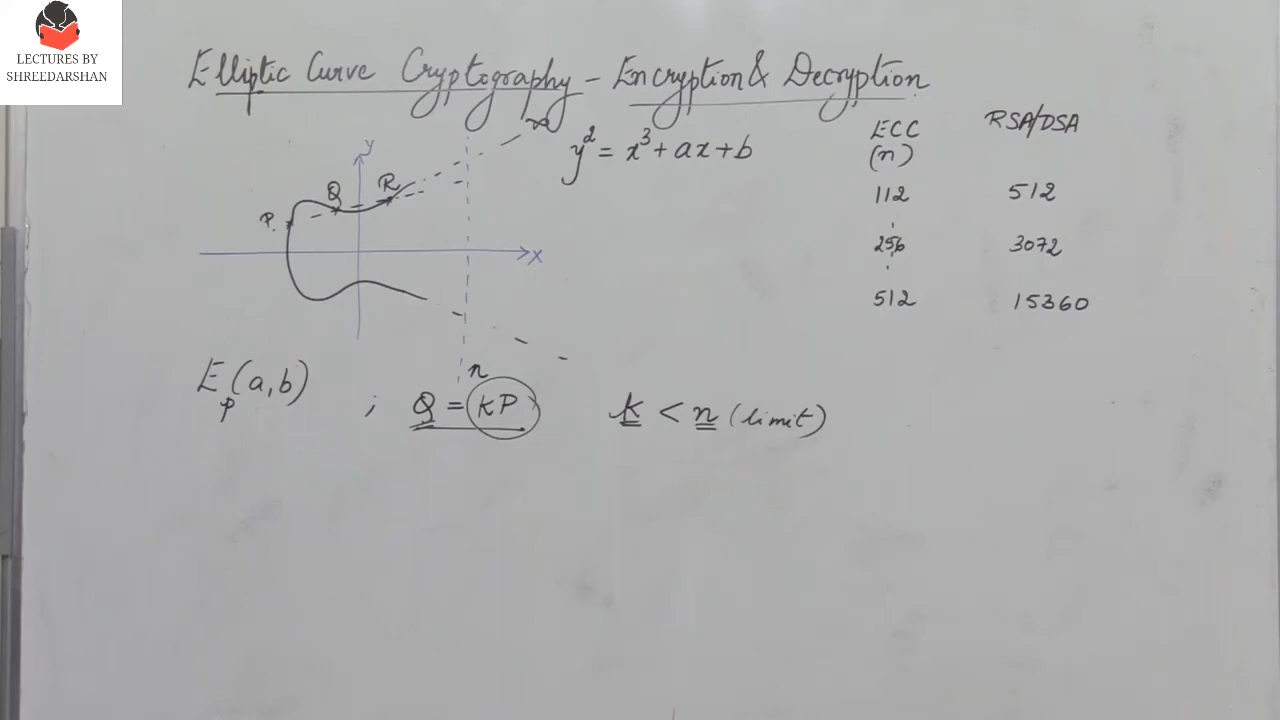 LECTURES BY
SHREEDARSHAN
Elliptic Curve Cryptography - Encryption & Decryption
y² = x³ + ax + b
y
x
P
Q
R
∞
n
ECC
(n)
RSA/DSA
112 512
256 3072
512 15360
Eₚ(a,b) ; Q = kP k < n (limit)